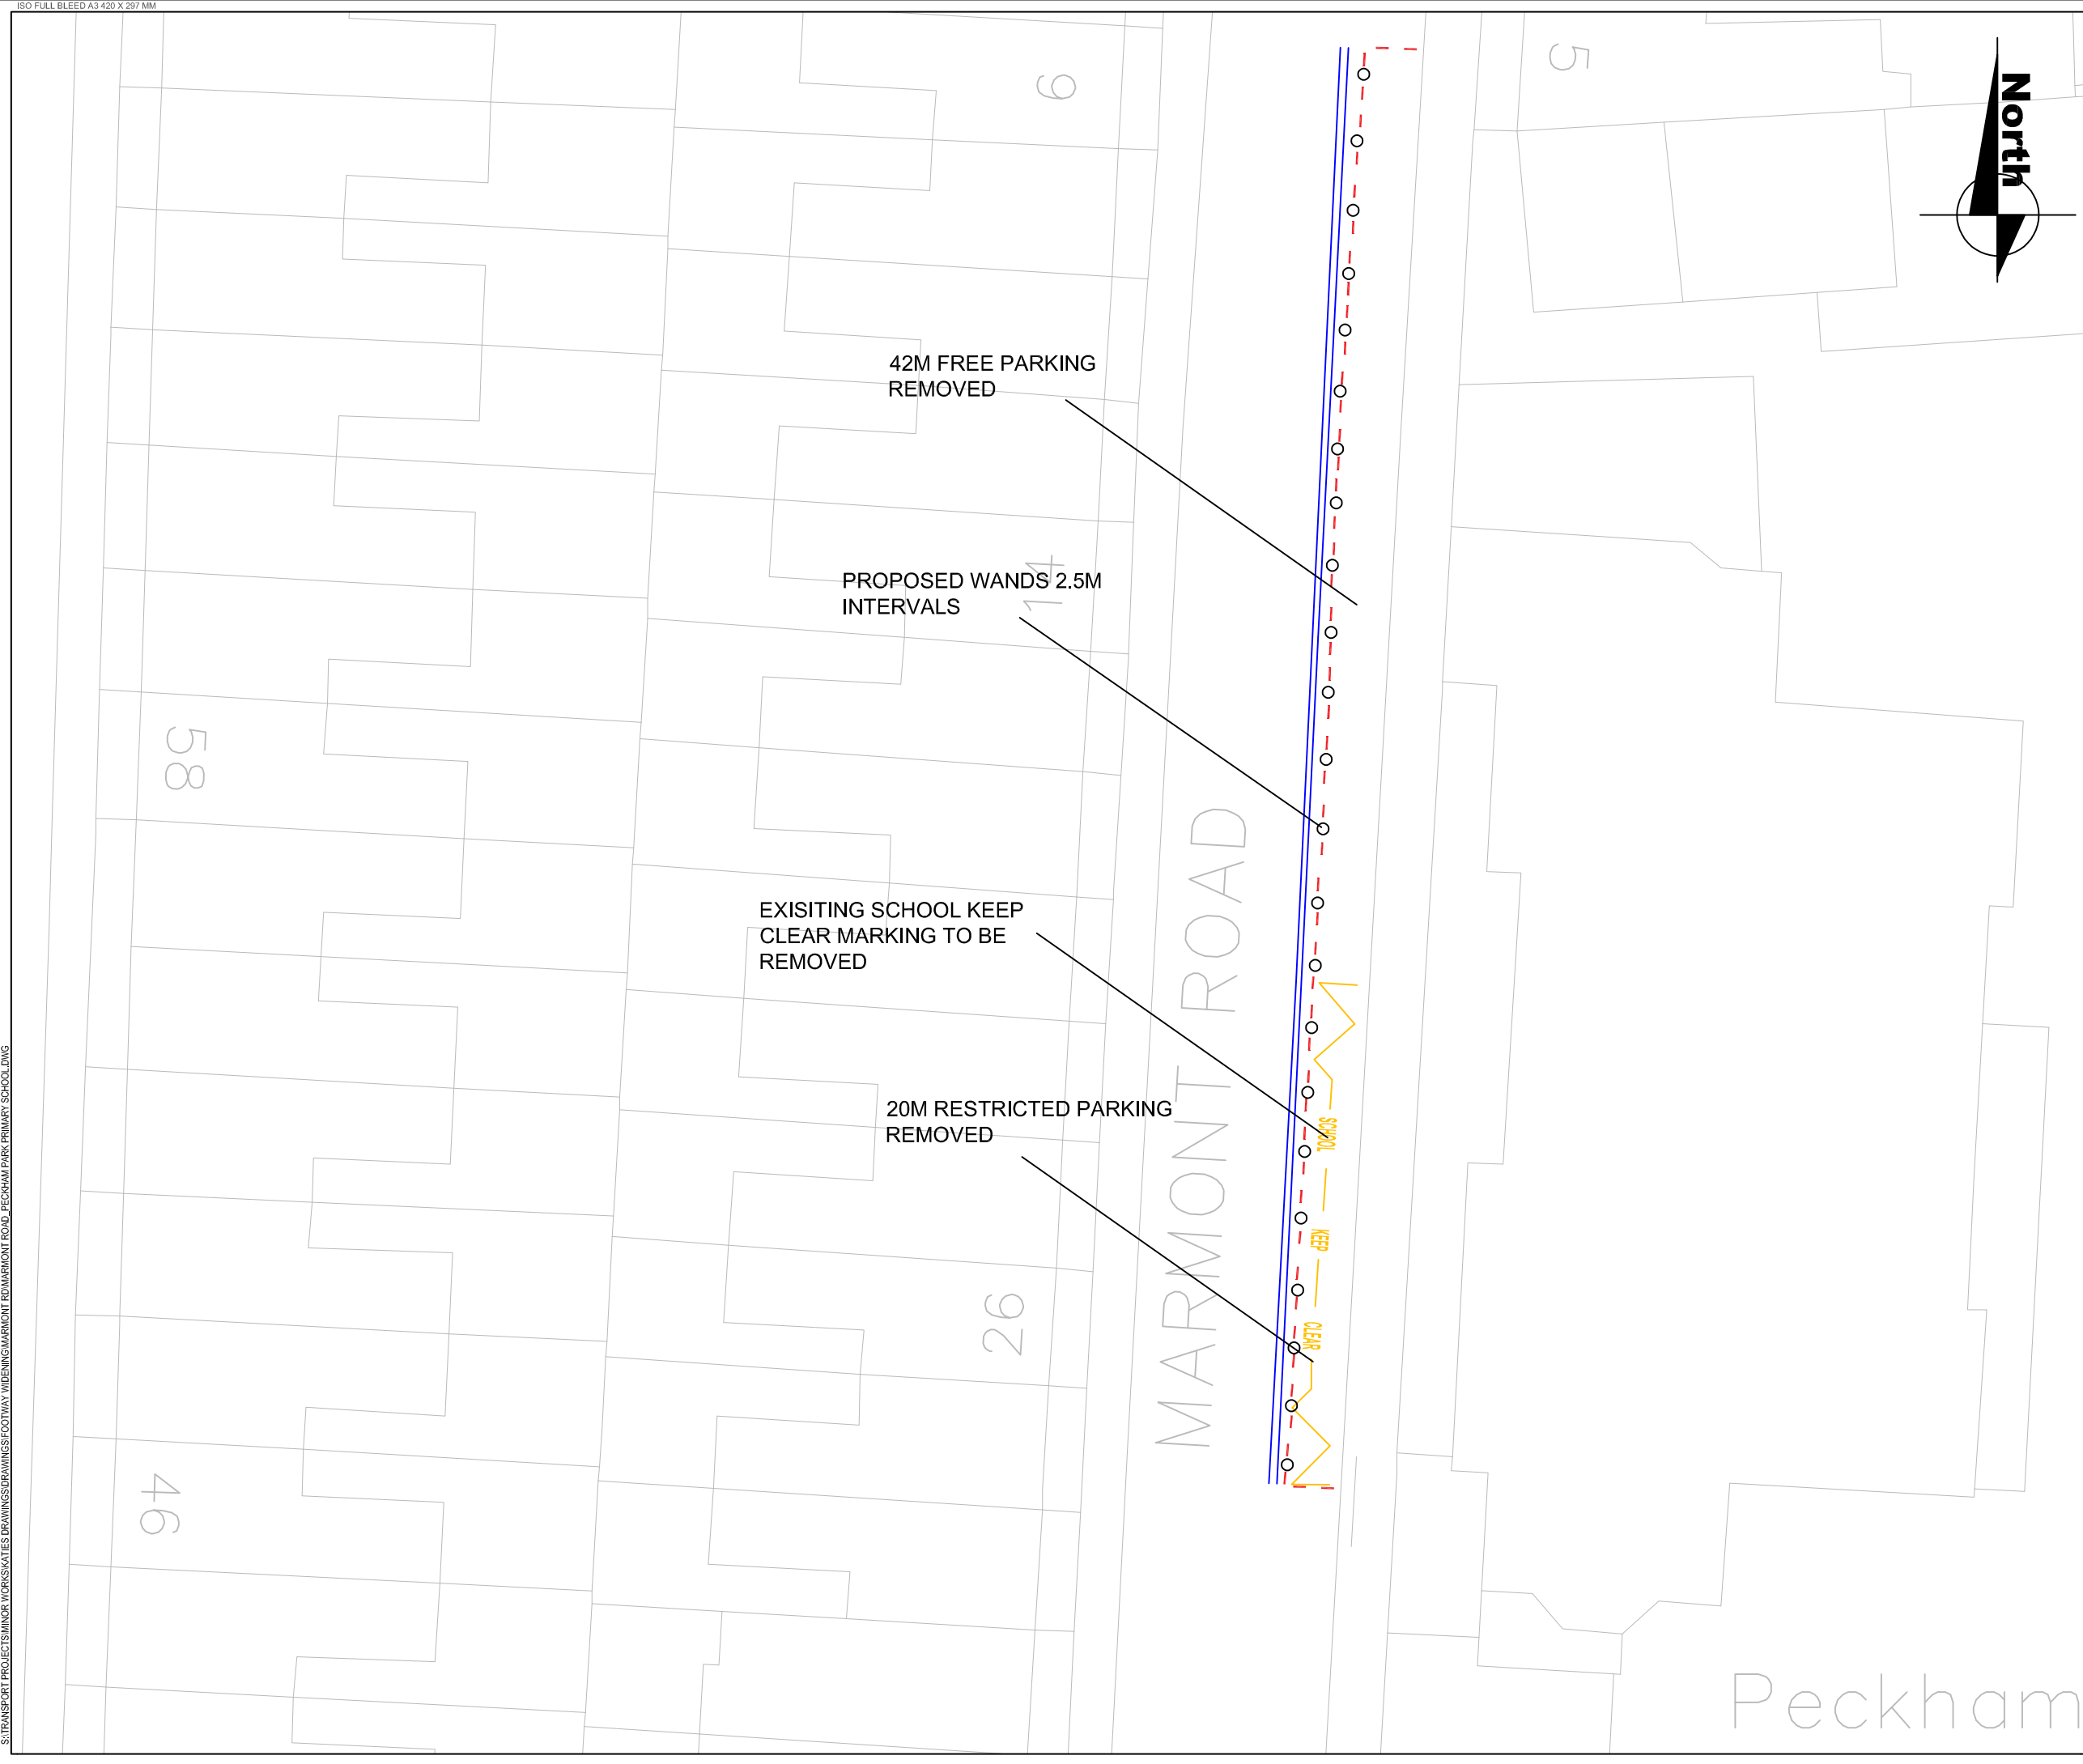 ISO FULL BLEED A3 420 X 297 MM
6
5
North
42M FREE PARKING
REMOVED
14
PROPOSED WANDS 2.5M
INTERVALS
58
EXISITING SCHOOL KEEP
CLEAR MARKING TO BE
REMOVED
MARMONT ROAD
20M RESTRICTED PARKING
REMOVED
SCHOOL
KEEP
CLEAR
26
46
Peckham
S:\TRANSPORT PROJECTS\MINOR WORKS\KATIES DRAWINGS\DRAWINGS\FOOTWAY WIDENING\MARMONT RD\MARMONT ROAD_PECKHAM PARK PRIMARY SCHOOL.DWG